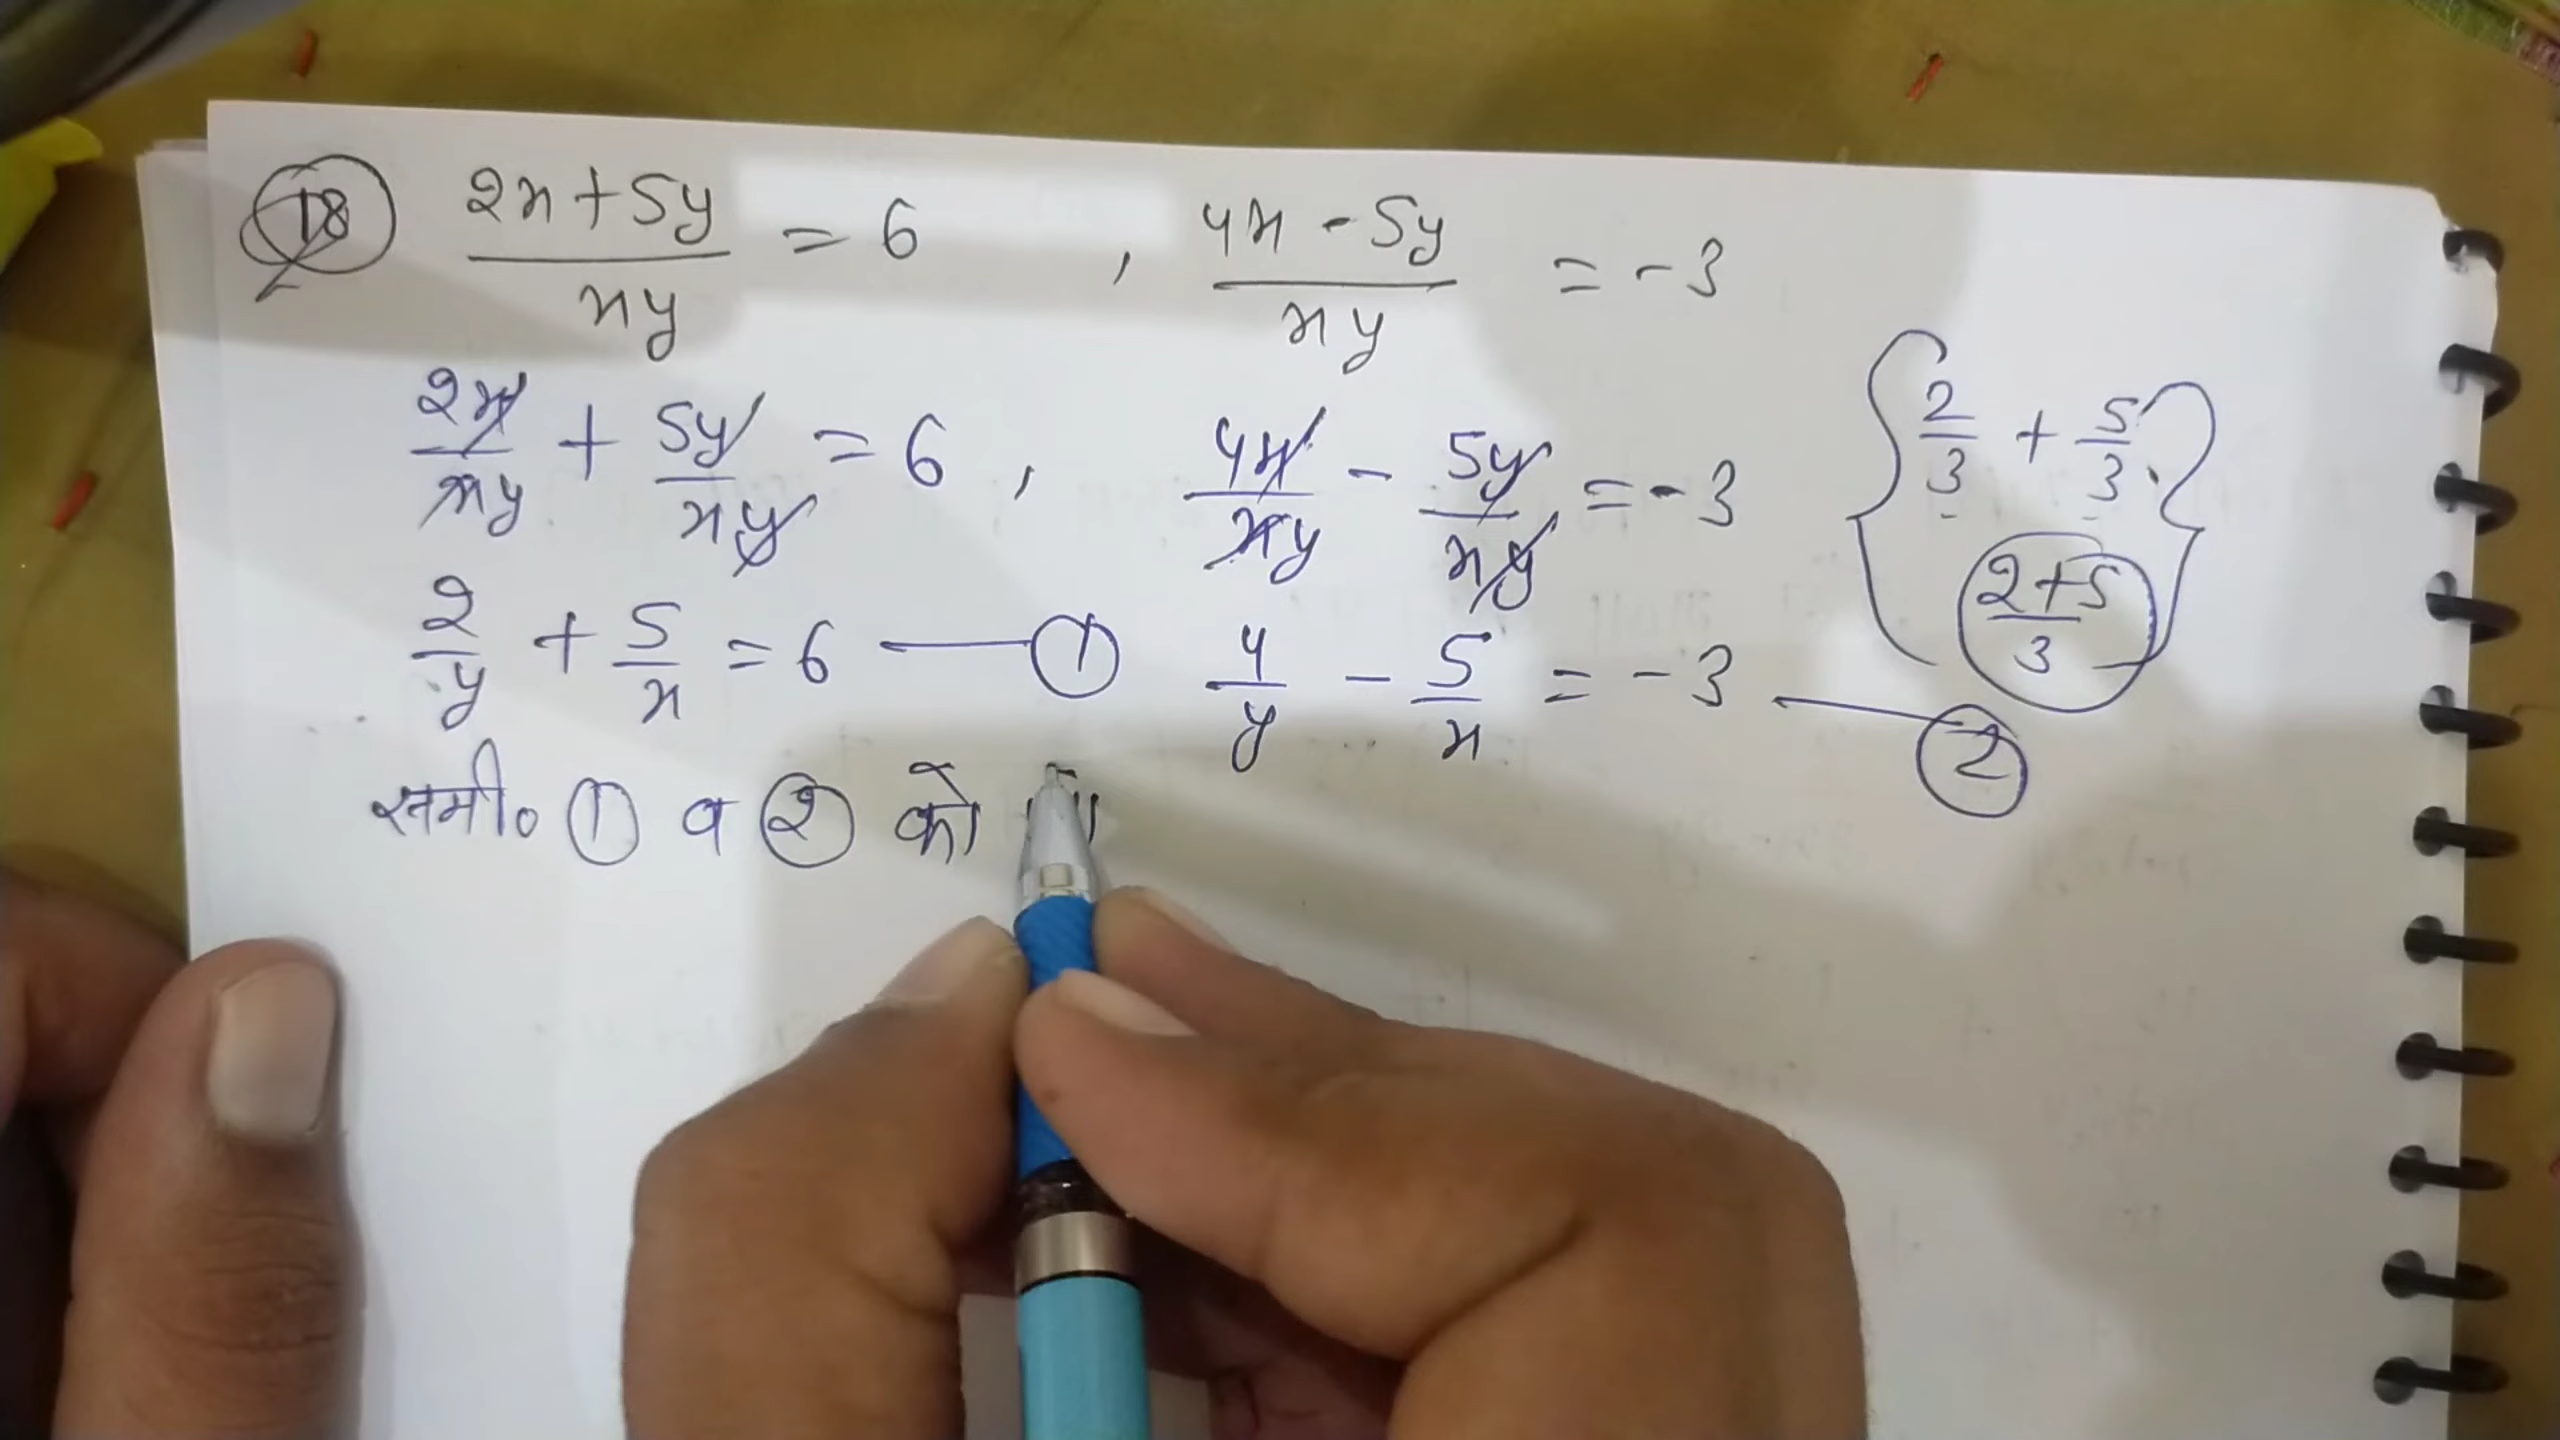 18 (2x+5y)/xy = 6 , (4x-5y)/xy = -3
2x/xy + 5y/xy = 6 , 4x/xy - 5y/xy = -3
2/3 + 5/3
(2+5)/3
2/y + 5/x = 6 — ① 4/y - 5/x = -3 — ②
समी० ① व ② को